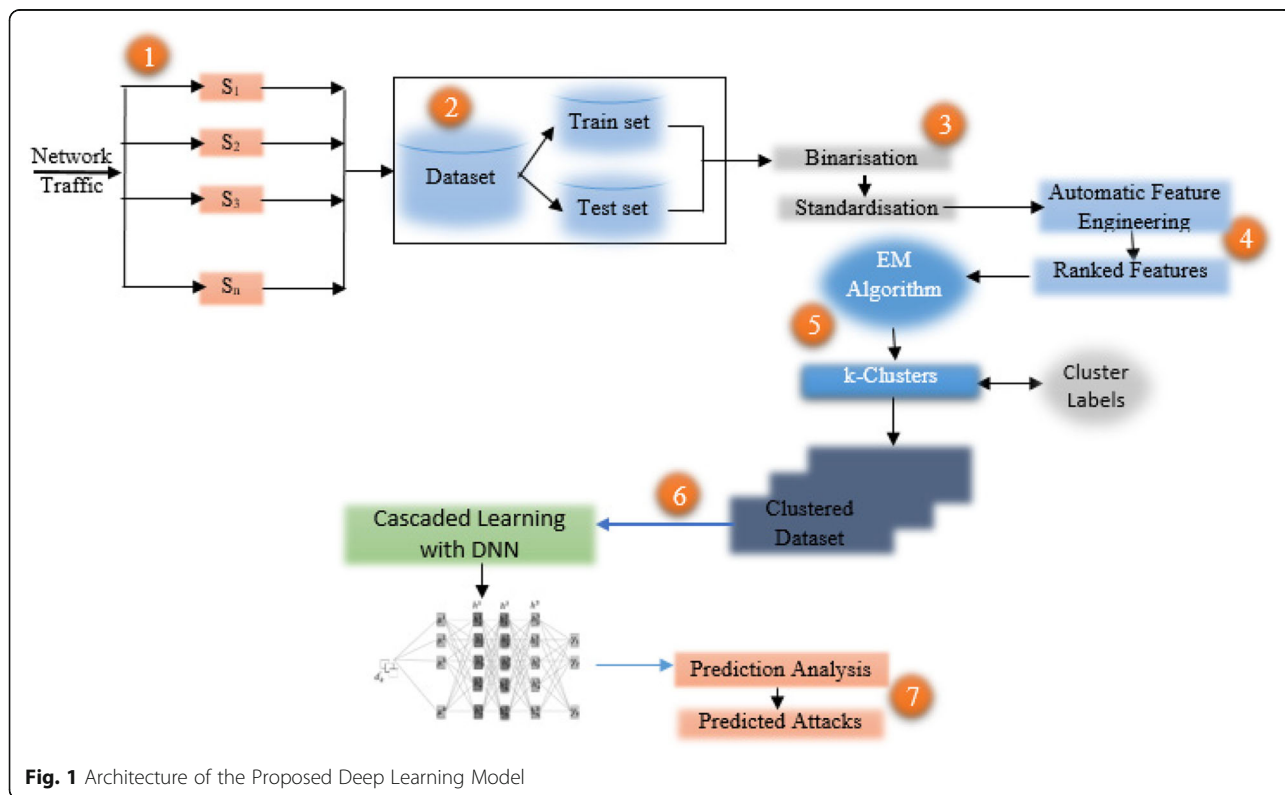 1
S1
S2
S3
Sn
Network
Traffic
2
Dataset
Train set
Test set
3
Binarisation
Standardisation
Automatic Feature
Engineering
4
Ranked Features
EM
Algorithm
5
k-Clusters
Cluster
Labels
Clustered
Dataset
6
Cascaded Learning
with DNN
Prediction Analysis
7
Predicted Attacks
Fig. 1 Architecture of the Proposed Deep Learning Model